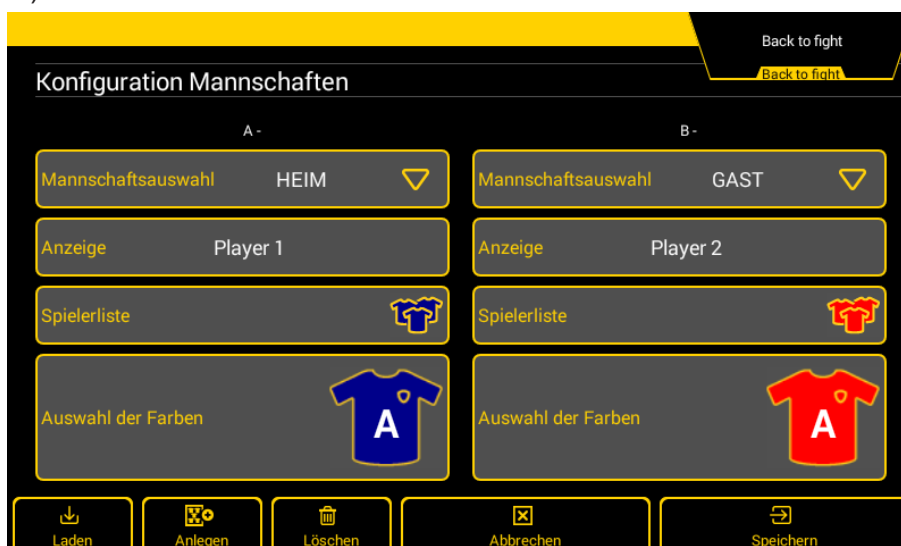 Back to fight
Back to fight
Konfiguration Mannschaften
A -
B -
Mannschaftsauswahl HEIM
Mannschaftsauswahl GAST
Anzeige Player 1
Anzeige Player 2
Spielerliste
Spielerliste
Auswahl der Farben A
Auswahl der Farben A
Laden
Anlegen
Löschen
Abbrechen
Speichern